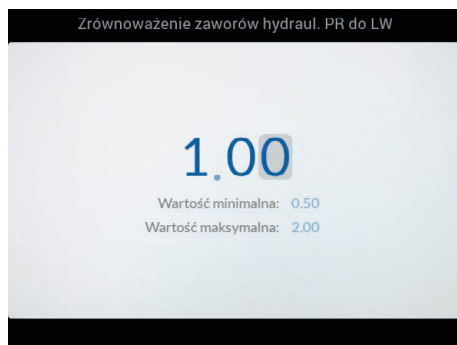 Zrównoważenie zaworów hydraul. PR do LW
1.00
Wartość minimalna: 0.50
Wartość maksymalna: 2.00